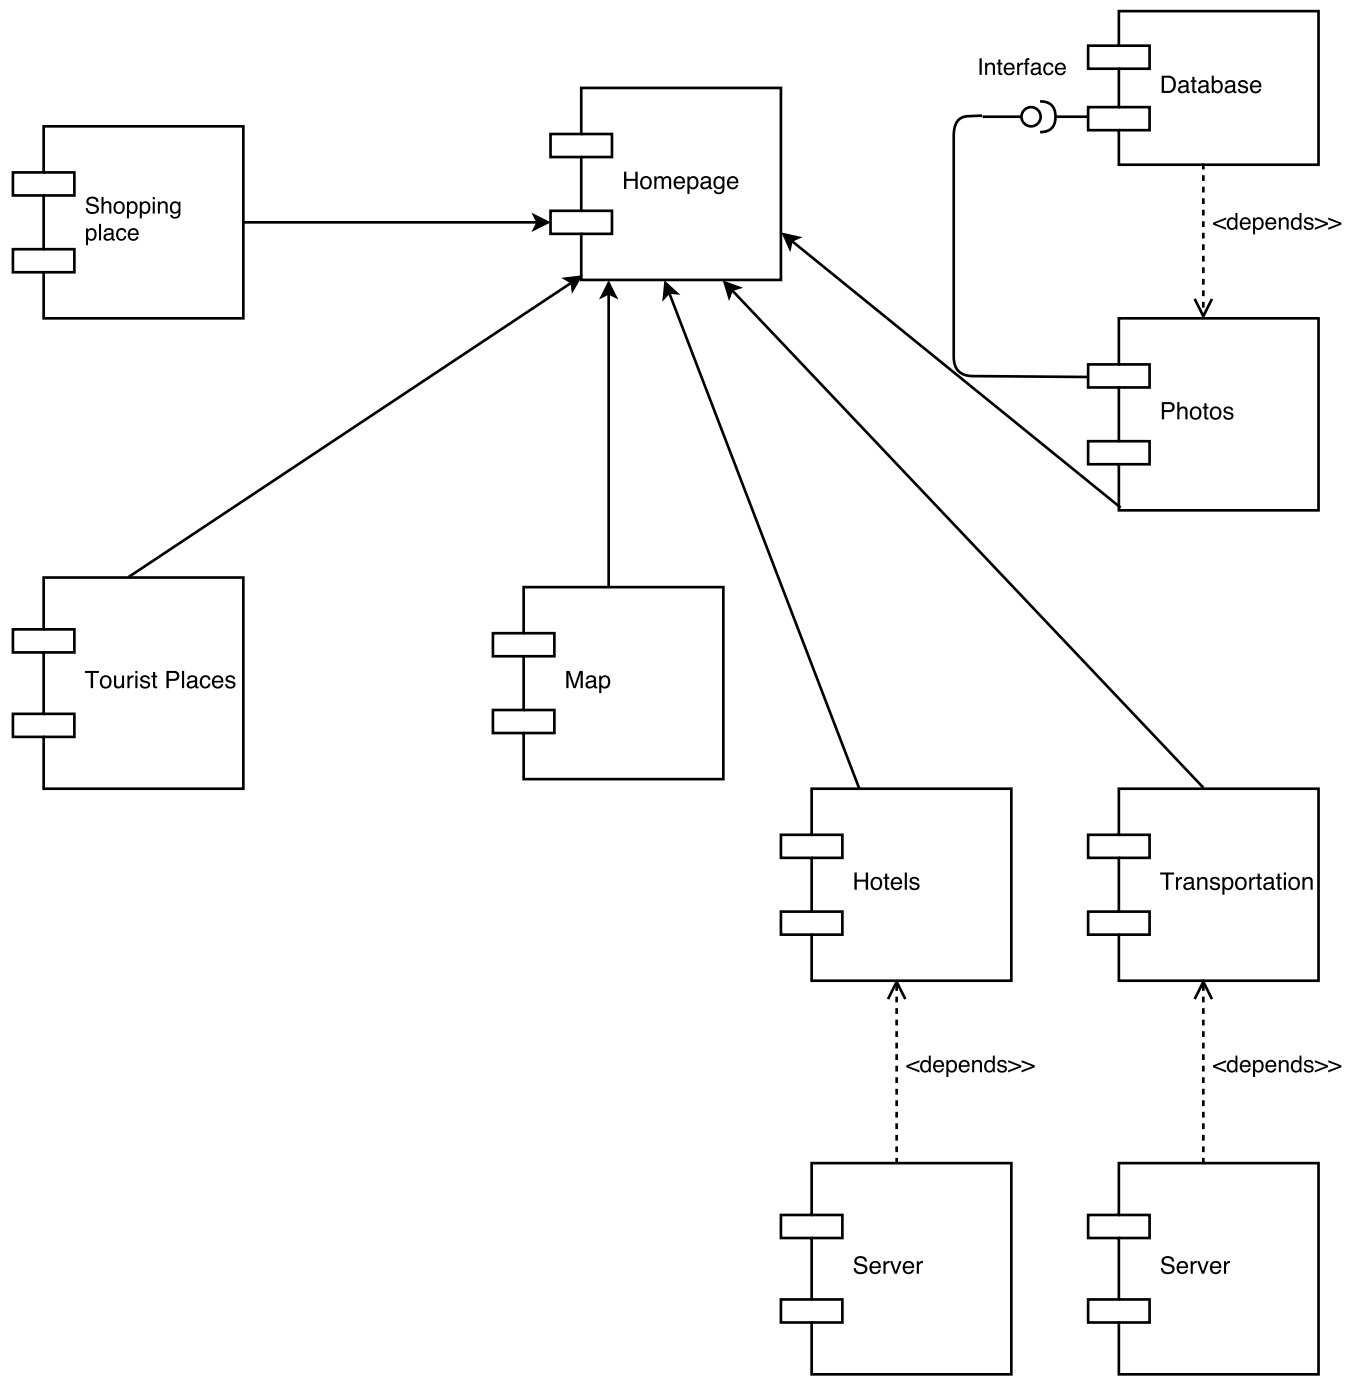 Interface
Database
Homepage
Shopping
place
<depends>>
Photos
Tourist Places
Map
Hotels
Transportation
<depends>>
<depends>>
Server
Server